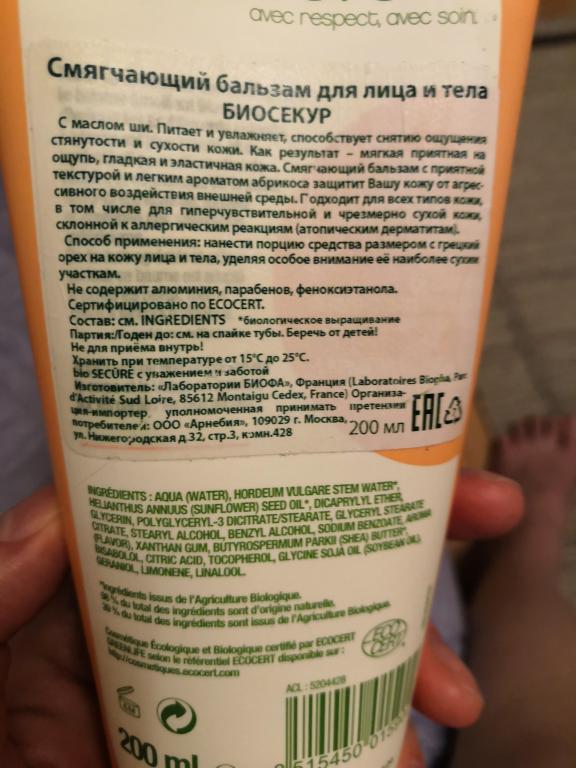 avec respect, avec soin.
Смягчающий бальзам для лица и тела
БИОСЕКУР
С маслом ши. Питает и увлажняет, способствует снятию ощущения
стянутости и сухости кожи. Как результат – мягкая приятная на
ощупь, гладкая и эластичная кожа. Смягчающий бальзам с приятной
текстурой и легким ароматом абрикоса защитит Вашу кожу от агрес-
сивного воздействия внешней среды. Подходит для всех типов кожи,
в том числе для гиперчувствительной и чрезмерно сухой кожи,
склонной к аллергическим реакциям (атопическим дерматитам).
Способ применения: нанести порцию средства размером с грецкий
орех на кожу лица и тела, уделяя особое внимание её наиболее сухим
участкам.
Не содержит алюминия, парабенов, феноксиэтанола.
Сертифицировано по ECOCERT.
Состав: см. INGREDIENTS *биологическое выращивание
Партия:/Годен до: см. на спайке тубы. Беречь от детей!
Не для приёма внутрь!
Хранить при температуре от 15°С до 25°С.
bio SECURE с уважением и заботой
Изготовитель: «Лаборатории БИОФА», Франция (Laboratoires Biopha, Parc
d'Activité Sud Loire, 85612 Montaigu Cedex, France) Организа-
ция-импортер уполномоченная принимать претензии
потребителей: ООО «Арнебия», 109029 г. Москва,
ул. Нижегородская д 32, стр.3, комн.428
200 мл EAC
INGRÉDIENTS : AQUA (WATER), HORDEUM VULGARE STEM WATER*,
HELIANTHUS ANNUUS (SUNFLOWER) SEED OIL*, DICAPRYLYL ETHER,
GLYCERIN, POLYGLYCERYL-3 DICITRATE/STEARATE, GLYCERYL STEARATE
CITRATE, STEARYL ALCOHOL, BENZYL ALCOHOL, SODIUM BENZOATE, AROMA
(FLAVOR), XANTHAN GUM, BUTYROSPERMUM PARKII (SHEA) BUTTER*,
BISABOLOL, CITRIC ACID, TOCOPHEROL, GLYCINE SOJA OIL (SOYBEAN OIL),
GERANIOL, LIMONENE, LINALOOL.
*Ingrédients issus de l'Agriculture Biologique.
98 % du total des ingrédients sont d'origine naturelle.
% du total des ingrédients sont issus de l'Agriculture Biologique.
Cosmétique Écologique et Biologique certifié par ECOCERT
GREENLIFE selon le référentiel ECOCERT disponible sur :
http://cosmetiques.ecocert.com
ECO
CERT
ACL : 5204428
200 ml